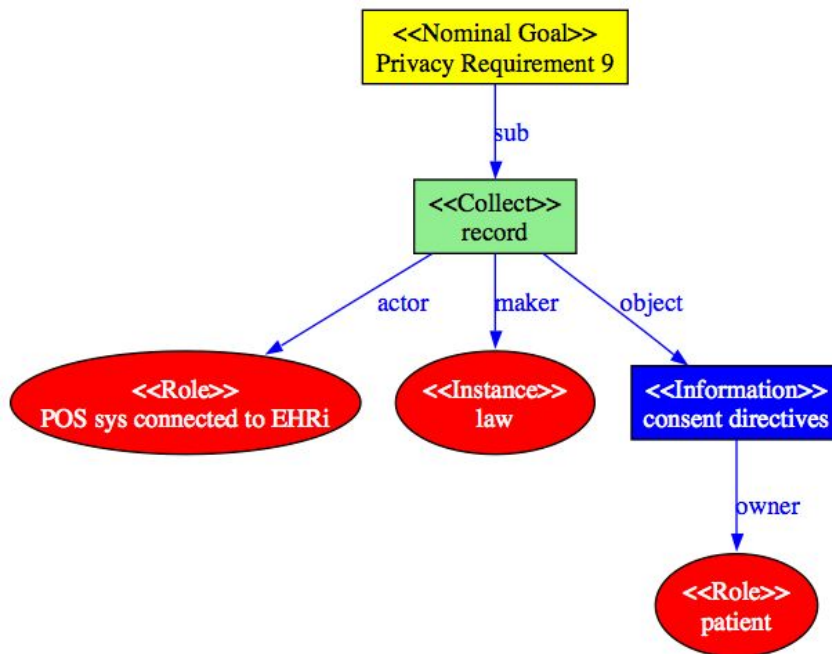 <<Nominal Goal>>
Privacy Requirement 9
sub
<<Collect>>
record
actor
maker
object
<<Role>>
POS sys connected to EHRi
<<Instance>>
law
<<Information>>
consent directives
owner
<<Role>>
patient